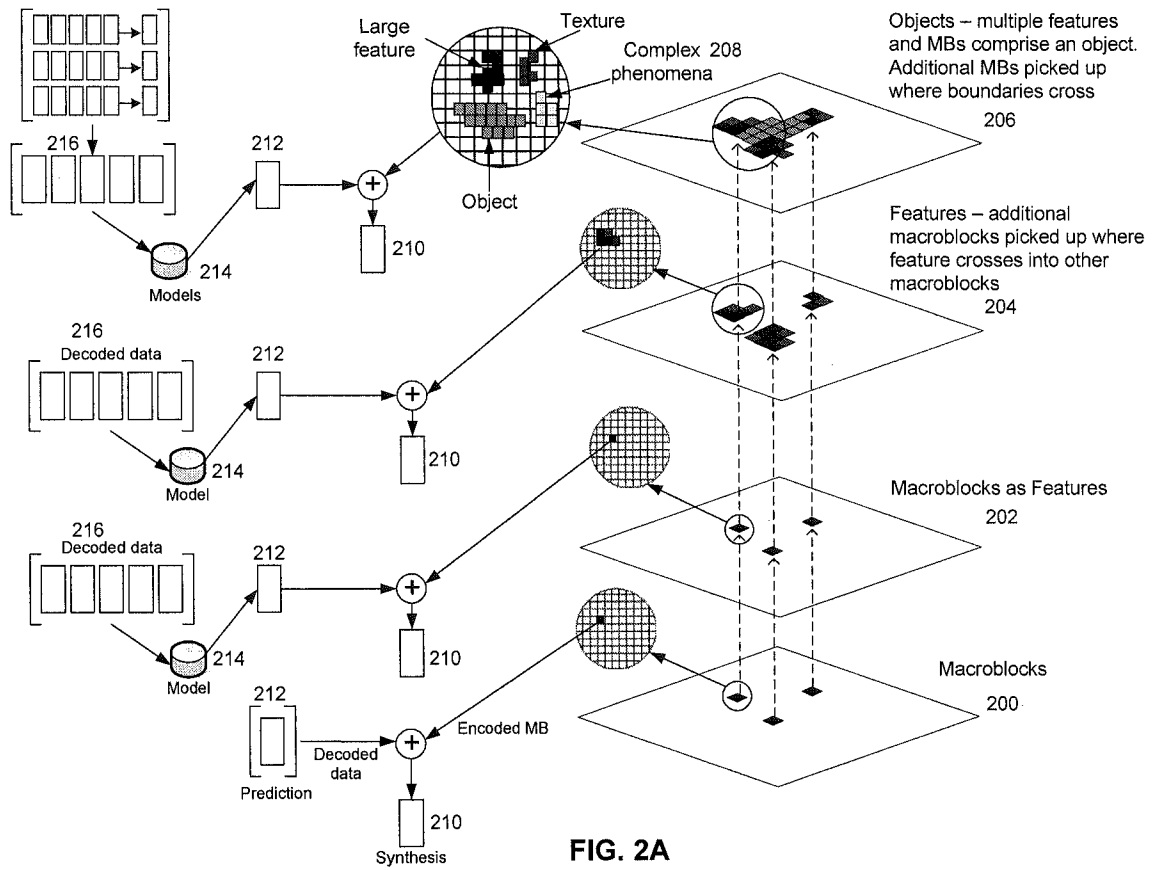 Large
feature
Texture
Complex 208
phenomena
Objects – multiple features
and MBs comprise an object.
Additional MBs picked up
where boundaries cross
206
216
212
Object
210
214
Models
Features – additional
macroblocks picked up where
feature crosses into other
macroblocks
204
216
Decoded data
212
210
214
Model
Macroblocks as Features
202
216
Decoded data
212
210
214
Model
Macroblocks
200
212
Encoded MB
Decoded
data
Prediction
210
Synthesis
FIG. 2A